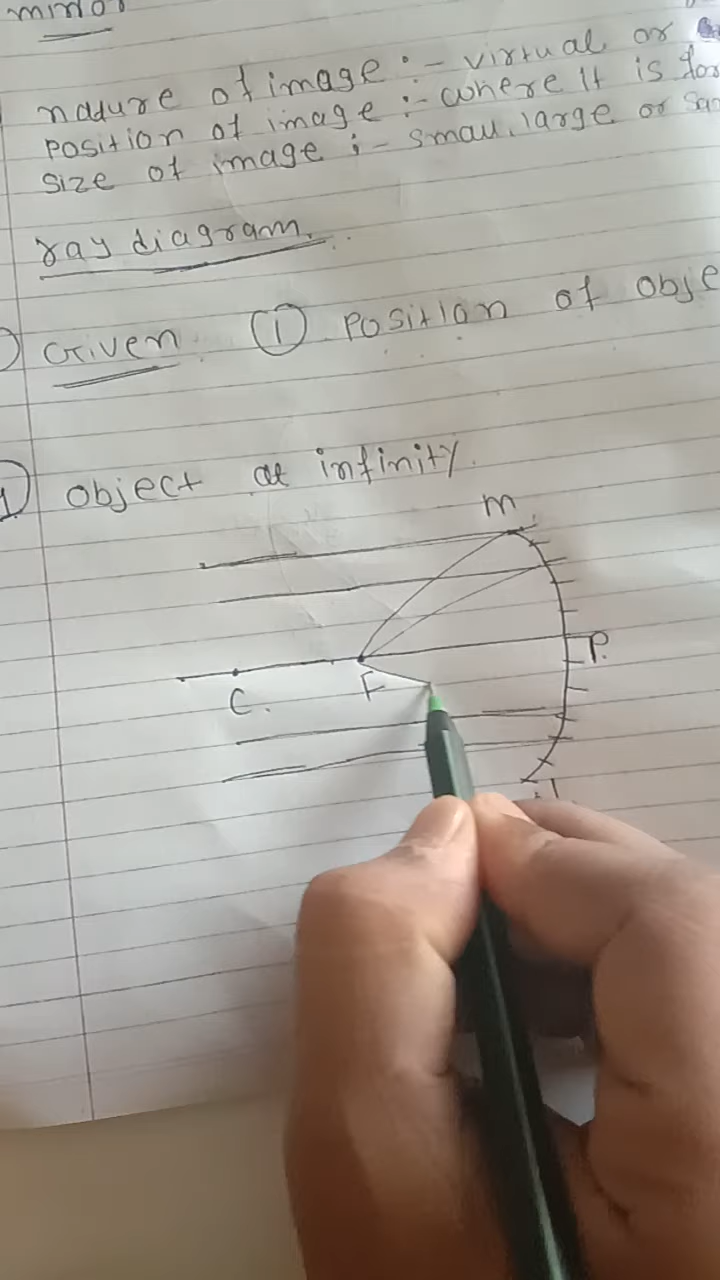 nature of image :- virtual or
position of image :- where it is
size of image :- small, large or
ray diagram.
Given. ① Position of obje
1 object at infinity.
M
P.
C.
F